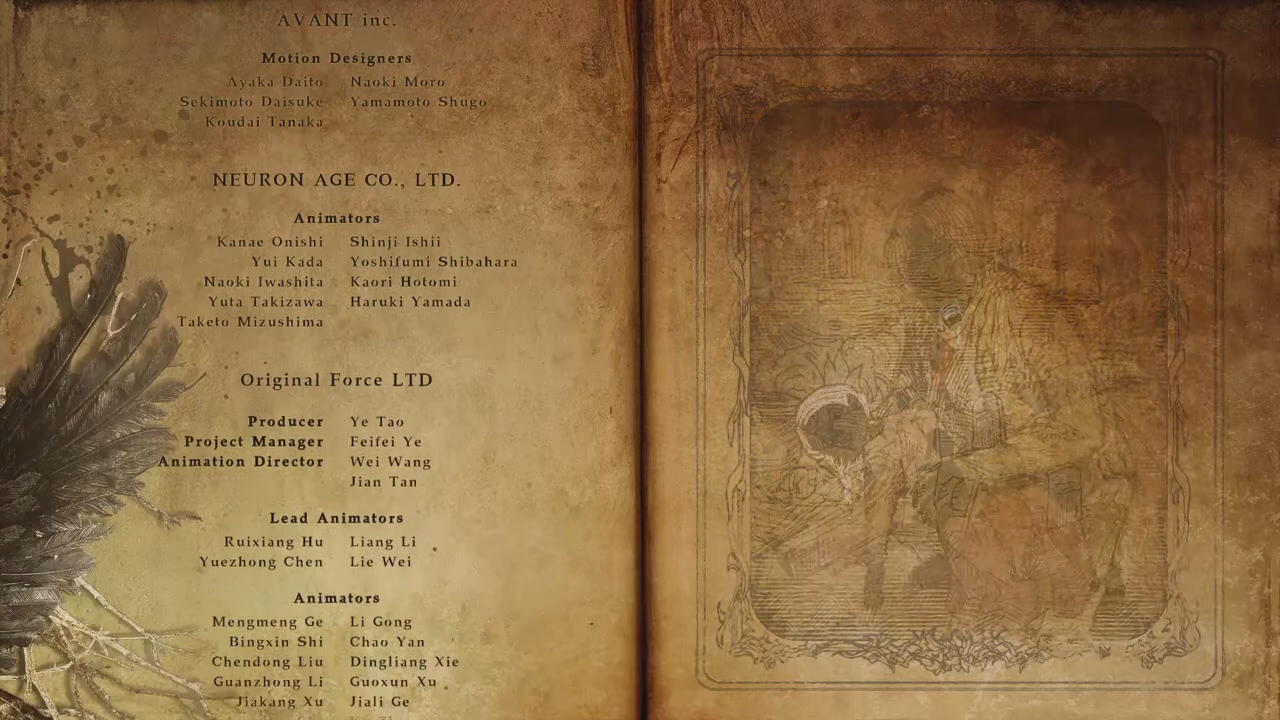 AVANT inc.
Motion Designers
Ayaka Daito Naoki Moro
Sekimoto Daisuke Yamamoto Shugo
Koudai Tanaka
NEURON AGE CO., LTD.
Animators
Kanae Onishi Shinji Ishii
Yui Kada Yoshifumi Shibahara
Naoki Iwashita Kaori Hotomi
Yuta Takizawa Haruki Yamada
Taketo Mizushima
Original Force LTD
Producer Ye Tao
Project Manager Feifei Ye
Animation Director Wei Wang
Jian Tan
Lead Animators
Ruixiang Hu Liang Li
Yuezhong Chen Lie Wei
Animators
Mengmeng Ge Li Gong
Bingxin Shi Chao Yan
Chendong Liu Dingliang Xie
Guanzhong Li Guoxun Xu
Jiakang Xu Jiali Ge